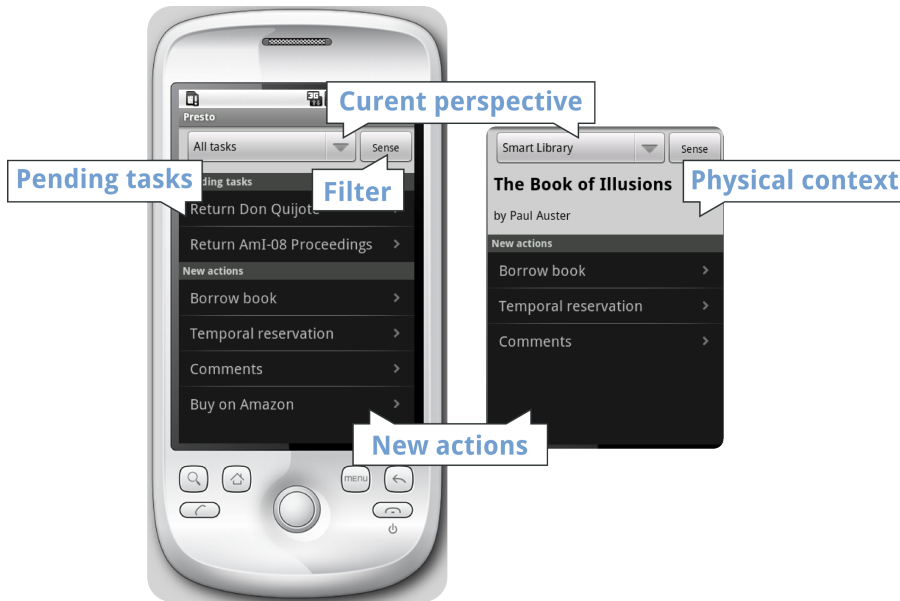 3G
Curent perspective
Presto
All tasks
Sense
Smart Library
Sense
Pending tasks
ding tasks
Filter
The Book of Illusions
Physical context
Return Don Quijote
by Paul Auster
Return AmI-08 Proceedings
New actions
New actions
Borrow book
Borrow book
Temporal reservation
Temporal reservation
Comments
Comments
Buy on Amazon
New actions
MENU